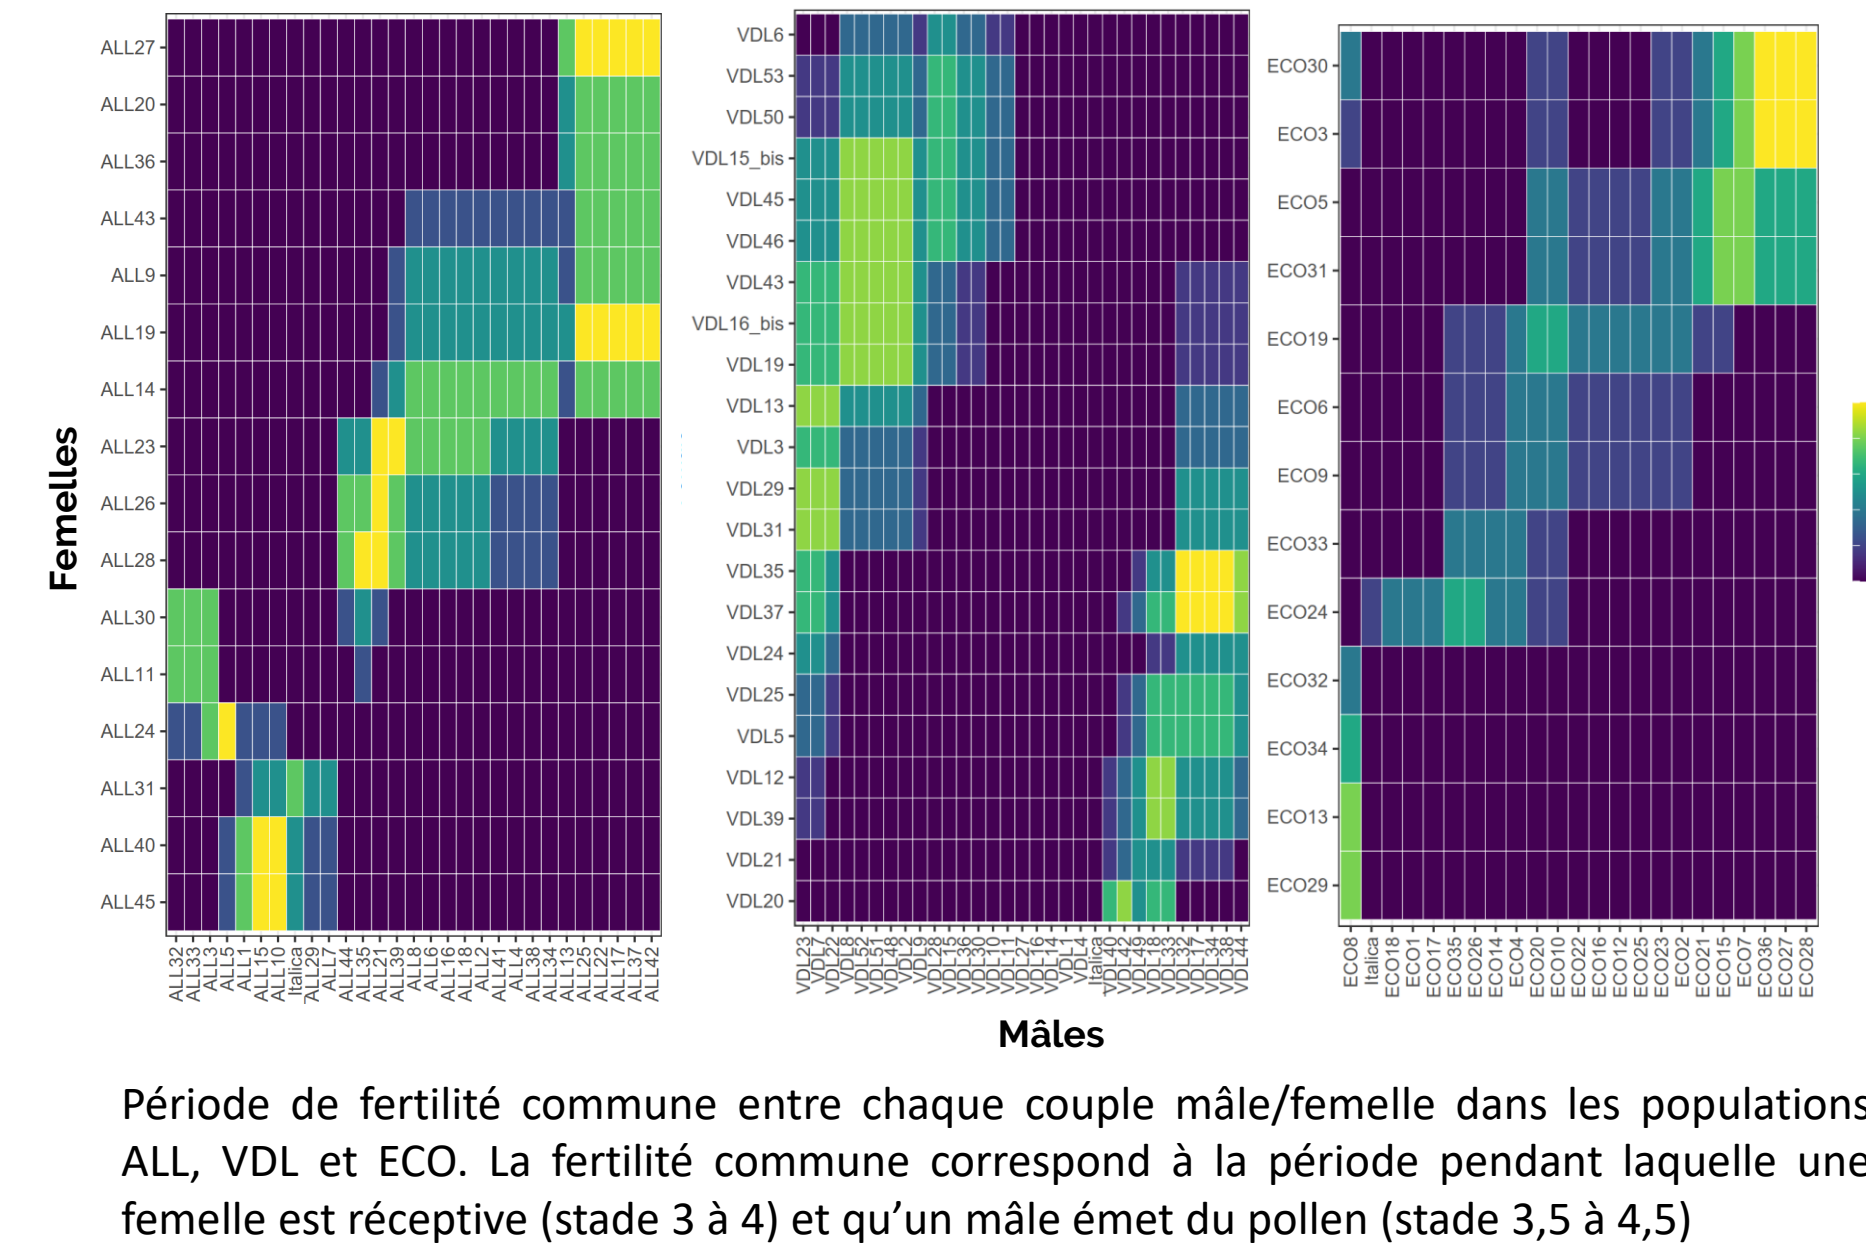 Femelles
ALL27
ALL20
ALL36
ALL43
ALL9
ALL19
ALL14
ALL23
ALL26
ALL28
ALL30
ALL11
ALL24
ALL31
ALL40
ALL45
ALL32
ALL33
ALL3
ALL5
ALL1
ALL15
ALL10
Italica
ALL29
ALL7
ALL44
ALL35
ALL21
ALL39
ALL8
ALL6
ALL16
ALL18
ALL2
ALL41
ALL4
ALL38
ALL34
ALL13
ALL25
ALL22
ALL17
ALL37
ALL42
VDL6
VDL53
VDL50
VDL15_bis
VDL45
VDL46
VDL43
VDL16_bis
VDL19
VDL13
VDL3
VDL29
VDL31
VDL35
VDL37
VDL24
VDL25
VDL5
VDL12
VDL39
VDL21
VDL20
VDL23
VDL7
VDL22
VDL8
VDL52
VDL51
VDL48
VDL2
VDL9
VDL28
VDL15
VDL36
VDL30
VDL10
VDL11
VDL27
VDL16
VDL14
VDL1
VDL4
Italica
VDL40
VDL42
VDL49
VDL18
VDL33
VDL32
VDL17
VDL34
VDL38
VDL44
ECO30
ECO3
ECO5
ECO31
ECO19
ECO6
ECO9
ECO33
ECO24
ECO32
ECO34
ECO13
ECO29
ECO8
Italica
ECO18
ECO1
ECO17
ECO35
ECO26
ECO14
ECO4
ECO20
ECO10
ECO22
ECO16
ECO12
ECO25
ECO23
ECO2
ECO21
ECO15
ECO7
ECO36
ECO27
ECO28
Mâles
Période de fertilité commune entre chaque couple mâle/femelle dans les populations
ALL, VDL et ECO. La fertilité commune correspond à la période pendant laquelle une
femelle est réceptive (stade 3 à 4) et qu’un mâle émet du pollen (stade 3,5 à 4,5)